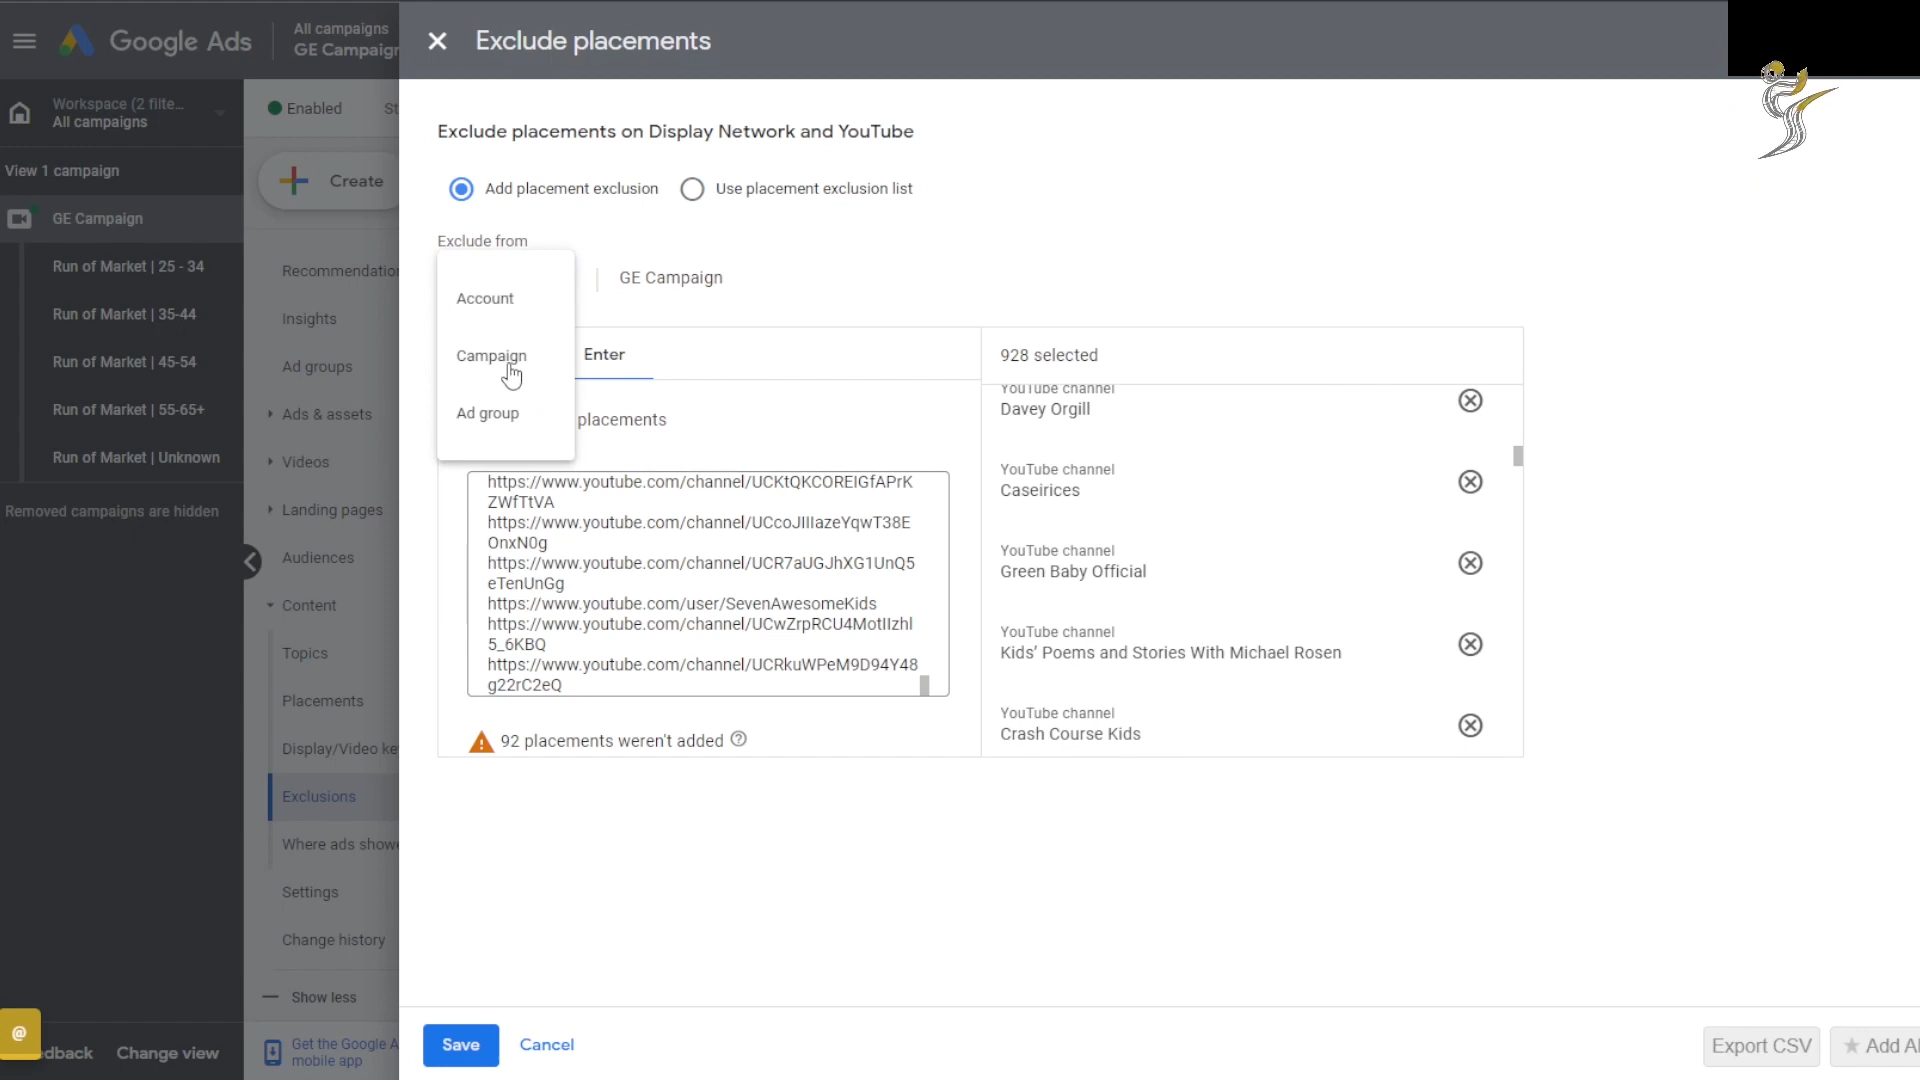 Google Ads
All campaigns
GE Campaign
Exclude placements
Workspace (2 filte...
All campaigns
View 1 campaign
GE Campaign
Run of Market | 25 - 34
Run of Market | 35-44
Run of Market | 45-54
Run of Market | 55-65+
Run of Market | Unknown
Removed campaigns are hidden
@
edback
Change view
Enabled
St
Create
Recommendation
Insights
Ad groups
Ads & assets
Videos
Landing pages
Audiences
Content
Topics
Placements
Display/Video ke
Exclusions
Where ads showe
Settings
Change history
Show less
Get the Google A
mobile app
Exclude placements on Display Network and YouTube
Add placement exclusion
Use placement exclusion list
Exclude from
Account
Campaign
Ad group
GE Campaign
Enter
placements
https://www.youtube.com/channel/UCKtQKCOREIGfAPrK
ZWfTtVA
https://www.youtube.com/channel/UCcoJIIIazeYqwT38E
OnxN0g
https://www.youtube.com/channel/UCR7aUGJhXG1UnQ5
eTenUnGg
https://www.youtube.com/user/SevenAwesomeKids
https://www.youtube.com/channel/UCwZrpRCU4MotIIzhl
5_6KBQ
https://www.youtube.com/channel/UCRkuWPeM9D94Y48
g22rC2eQ
92 placements weren't added
928 selected
YouTube channel
Davey Orgill
YouTube channel
Caseirices
YouTube channel
Green Baby Official
YouTube channel
Kids' Poems and Stories With Michael Rosen
YouTube channel
Crash Course Kids
Save
Cancel
Export CSV
Add Al